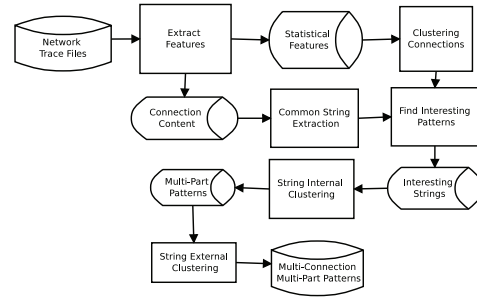 Network
Trace Files
Extract
Features
Statistical
Features
Clustering
Connections
Connection
Content
Common String
Extraction
Find Interesting
Patterns
Multi-Part
Patterns
String Internal
Clustering
Interesting
Strings
String External
Clustering
Multi-Connection
Multi-Part Patterns